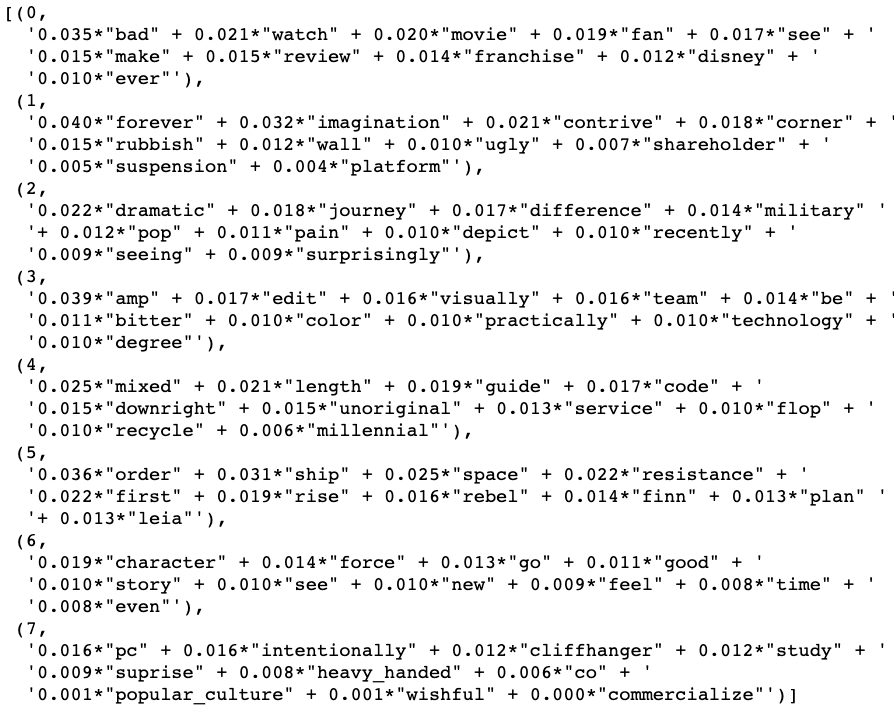 [(0,
'0.035*"bad" + 0.021*"watch" + 0.020*"movie" + 0.019*"fan" + 0.017*"see" + '
'0.015*"make" + 0.015*"review" + 0.014*"franchise" + 0.012*"disney" + '
'0.010*"ever"'),
(1,
'0.040*"forever" + 0.032*"imagination" + 0.021*"contrive" + 0.018*"corner" + '
'0.015*"rubbish" + 0.012*"wall" + 0.010*"ugly" + 0.007*"shareholder" + '
'0.005*"suspension" + 0.004*"platform"'),
(2,
'0.022*"dramatic" + 0.018*"journey" + 0.017*"difference" + 0.014*"military" '
'+ 0.012*"pop" + 0.011*"pain" + 0.010*"depict" + 0.010*"recently" + '
'0.009*"seeing" + 0.009*"surprisingly"'),
(3,
'0.039*"amp" + 0.017*"edit" + 0.016*"visually" + 0.016*"team" + 0.014*"be" + '
'0.011*"bitter" + 0.010*"color" + 0.010*"practically" + 0.010*"technology" + '
'0.010*"degree"'),
(4,
'0.025*"mixed" + 0.021*"length" + 0.019*"guide" + 0.017*"code" + '
'0.015*"downright" + 0.015*"unoriginal" + 0.013*"service" + 0.010*"flop" + '
'0.010*"recycle" + 0.006*"millennial"'),
(5,
'0.036*"order" + 0.031*"ship" + 0.025*"space" + 0.022*"resistance" + '
'0.022*"first" + 0.019*"rise" + 0.016*"rebel" + 0.014*"finn" + 0.013*"plan" '
'+ 0.013*"leia"'),
(6,
'0.019*"character" + 0.014*"force" + 0.013*"go" + 0.011*"good" + '
'0.010*"story" + 0.010*"see" + 0.010*"new" + 0.009*"feel" + 0.008*"time" + '
'0.008*"even"'),
(7,
'0.016*"pc" + 0.016*"intentionally" + 0.012*"cliffhanger" + 0.012*"study" + '
'0.009*"suprise" + 0.008*"heavy_handed" + 0.006*"co" + '
'0.001*"popular_culture" + 0.001*"wishful" + 0.000*"commercialize"')]